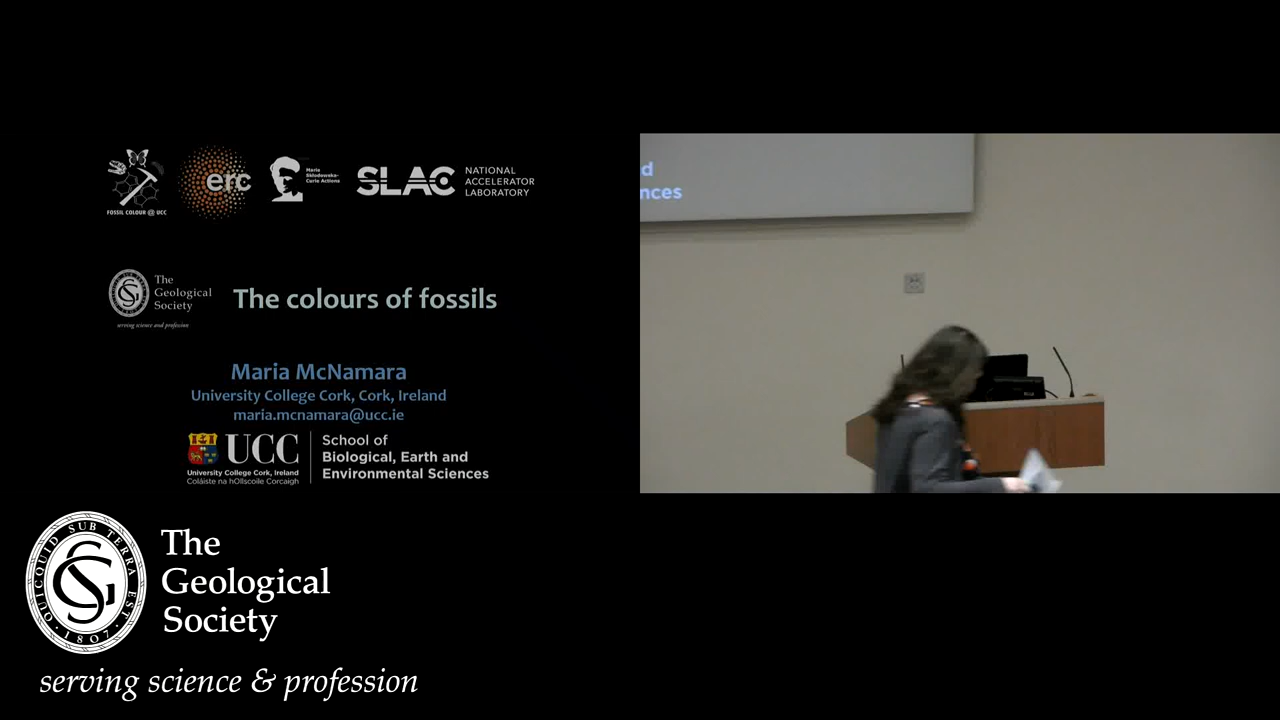 FOSSIL COLOUR @ UCC
erc
Marie
Skłodowska-
Curie Actions
SLAC
NATIONAL
ACCELERATOR
LABORATORY
The
Geological
Society
serving science and profession
The colours of fossils
Maria McNamara
University College Cork, Cork, Ireland
maria.mcnamara@ucc.ie
UCC
University College Cork, Ireland
Coláiste na hOllscoile Corcaigh
School of
Biological, Earth and
Environmental Sciences
d
nces
QUICQUID SUB TERRA EST
· 1807 ·
The
Geological
Society
serving science & profession